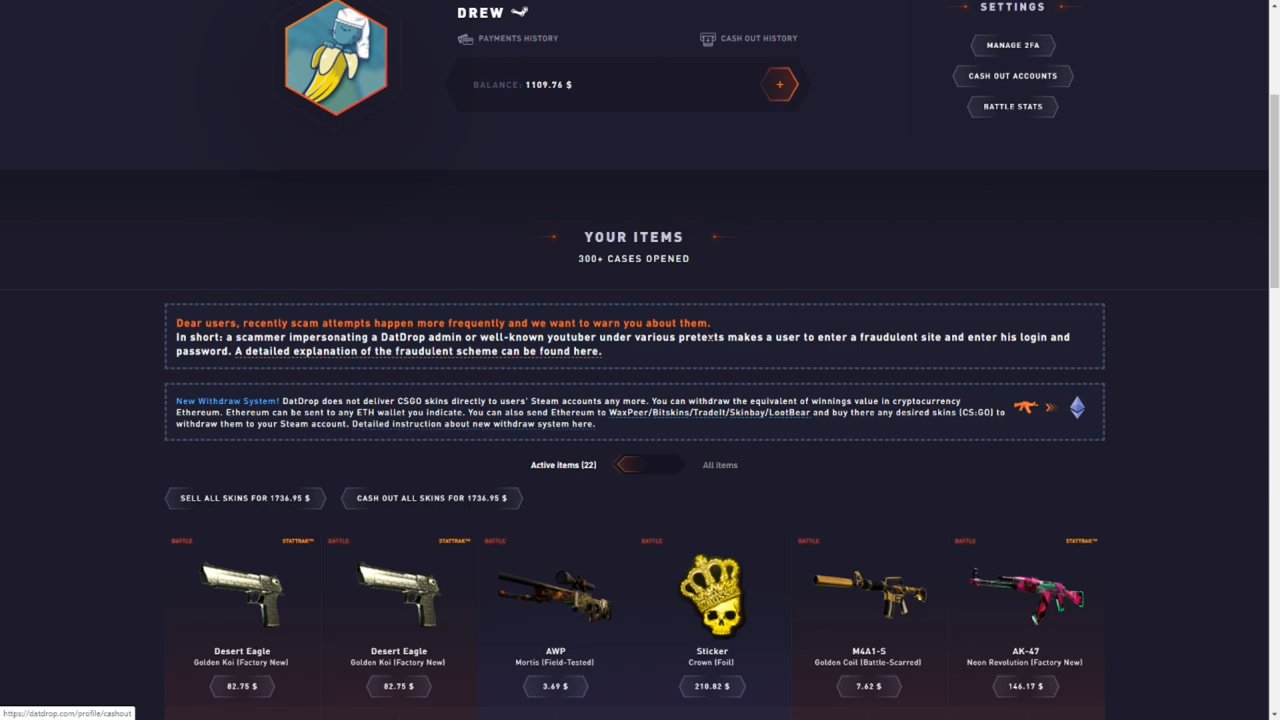 DREW
PAYMENTS HISTORY
CASH OUT HISTORY
BALANCE: 1109.76 $
+
SETTINGS
MANAGE 2FA
CASH OUT ACCOUNTS
BATTLE STATS
YOUR ITEMS
300+ CASES OPENED
Dear users, recently scam attempts happen more frequently and we want to warn you about them.
In short: a scammer impersonating a DatDrop admin or well-known youtuber under various pretexts makes a user to enter a fraudulent site and enter his login and
password. A detailed explanation of the fraudulent scheme can be found here.
New Withdraw System! DatDrop does not deliver CSGO skins directly to users' Steam accounts any more. You can withdraw the equivalent of winnings value in cryptocurrency
Ethereum. Ethereum can be sent to any ETH wallet you indicate. You can also send Ethereum to WaxPeer/Bitskins/TradeIt/Skinbay/LootBear and buy there any desired skins (CS:GO) to
withdraw them to your Steam account. Detailed instruction about new withdraw system here.
Active items (22)
All items
SELL ALL SKINS FOR 1736.95 $
CASH OUT ALL SKINS FOR 1736.95 $
BATTLE STATTRAK™ BATTLE STATTRAK™ BATTLE BATTLE BATTLE BATTLE STATTRAK™
Desert Eagle
Golden Koi (Factory New)
82.75 $
Desert Eagle
Golden Koi (Factory New)
82.75 $
AWP
Mortis (Field-Tested)
3.69 $
Sticker
Crown (Foil)
210.82 $
M4A1-S
Golden Coil (Battle-Scarred)
7.62 $
AK-47
Neon Revolution (Factory New)
146.17 $
https://datdrop.com/profile/cashout